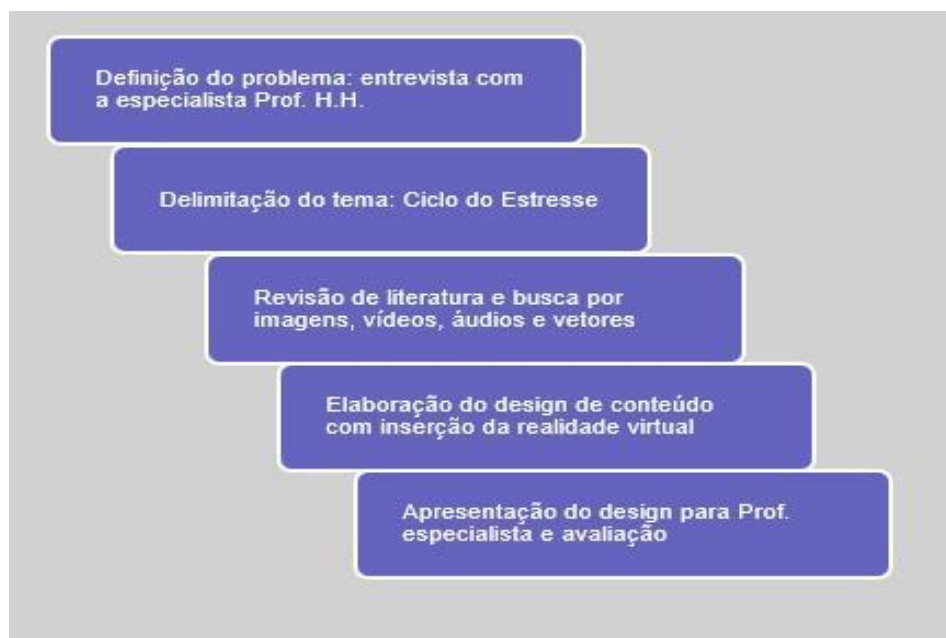 Definição do problema: entrevista com
a especialista Prof. H.H.
Delimitação do tema: Ciclo do Estresse
Revisão de literatura e busca por
imagens, vídeos, áudios e vetores
Elaboração do design de conteúdo
com inserção da realidade virtual
Apresentação do design para Prof.
especialista e avaliação